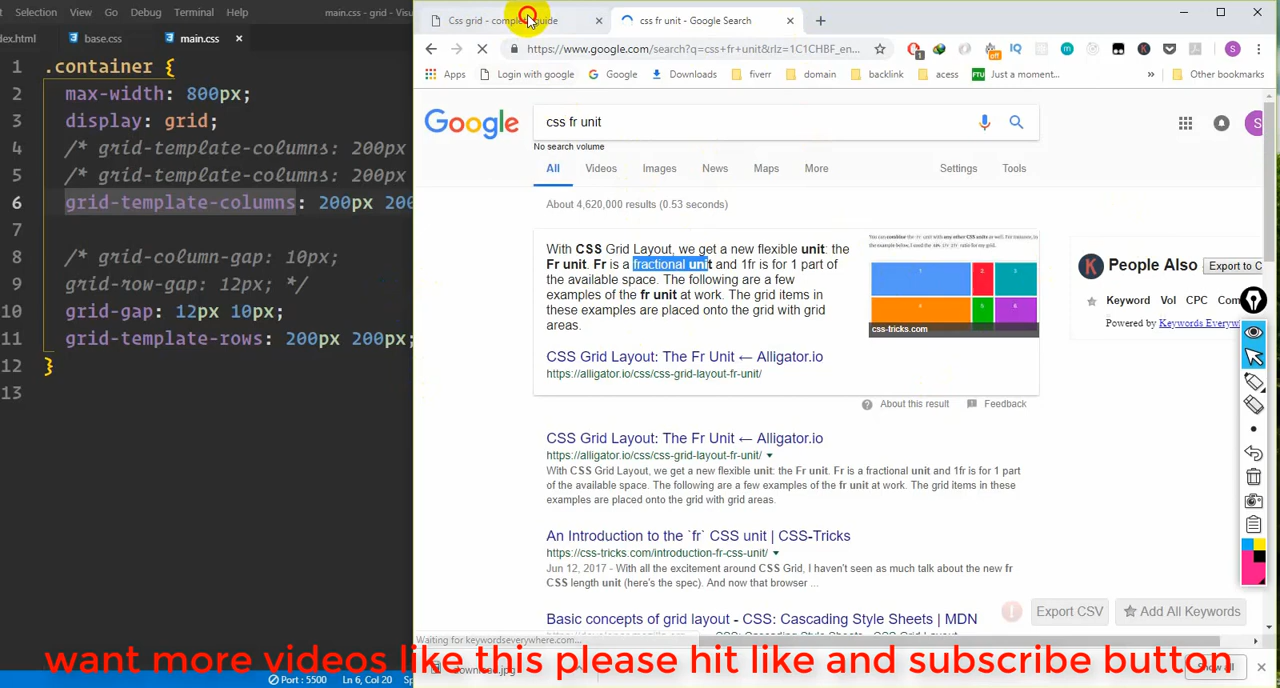 Selection View Go Debug Terminal Help main.css - grid - Visu
dex.html base.css main.css ×
1 .container {
2 max-width: 800px;
3 display: grid;
4 /* grid-template-columns: 200px
5 /* grid-template-columns: 200px
6 grid-template-columns: 200px 200
7
8 /* grid-column-gap: 10px;
9 grid-row-gap: 12px; */
10 grid-gap: 12px 10px;
11 grid-template-rows: 200px 200px;
12 }
13
Port : 5500 Ln 6, Col 20 Sp
Css grid - complete guide
css fr unit - Google Search
https://www.google.com/search?q=css+fr+unit&rlz=1C1CHBF_en...
Apps Login with google Google Downloads fiverr domain backlink acess FTU Just a moment... » Other bookmarks
Google
css fr unit
No search volume
All Videos Images News Maps More Settings Tools
About 4,620,000 results (0.53 seconds)
With CSS Grid Layout, we get a new flexible unit: the
Fr unit. Fr is a fractional unit and 1fr is for 1 part of
the available space. The following are a few
examples of the fr unit at work. The grid items in
these examples are placed onto the grid with grid
areas.
css-tricks.com
CSS Grid Layout: The Fr Unit ← Alligator.io
https://alligator.io/css/css-grid-layout-fr-unit/
About this result Feedback
People Also Export to C
Keyword Vol CPC Com
Powered by Keywords Everyw
CSS Grid Layout: The Fr Unit ← Alligator.io
https://alligator.io/css/css-grid-layout-fr-unit/
With CSS Grid Layout, we get a new flexible unit: the Fr unit. Fr is a fractional unit and 1fr is for 1 part
of the available space. The following are a few examples of the fr unit at work. The grid items in
these examples are placed onto the grid with grid areas.
An Introduction to the `fr` CSS unit | CSS-Tricks
https://css-tricks.com/introduction-fr-css-unit/
Jun 12, 2017 - With all the excitement around CSS Grid, I haven't seen as much talk about the new fr
CSS length unit (here's the spec). And now that browser ...
Basic concepts of grid layout - CSS: Cascading Style Sheets | MDN
Export CSV Add All Keywords
Waiting for keywordseverywhere.com...
download.jpg
Show all
want more videos like this please hit like and subscribe button